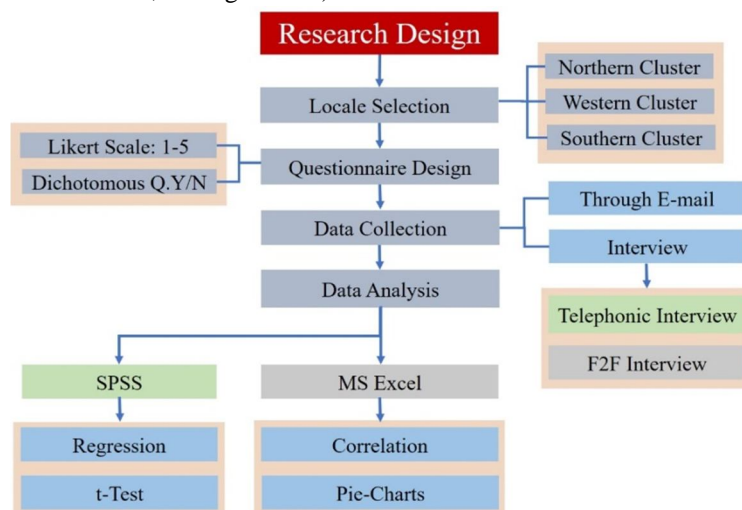 Research Design
Northern Cluster
Locale Selection
Western Cluster
Southern Cluster
Likert Scale: 1-5
Questionnaire Design
Dichotomous Q.Y/N
Through E-mail
Data Collection
Interview
Data Analysis
Telephonic Interview
F2F Interview
SPSS
MS Excel
Regression
Correlation
t-Test
Pie-Charts